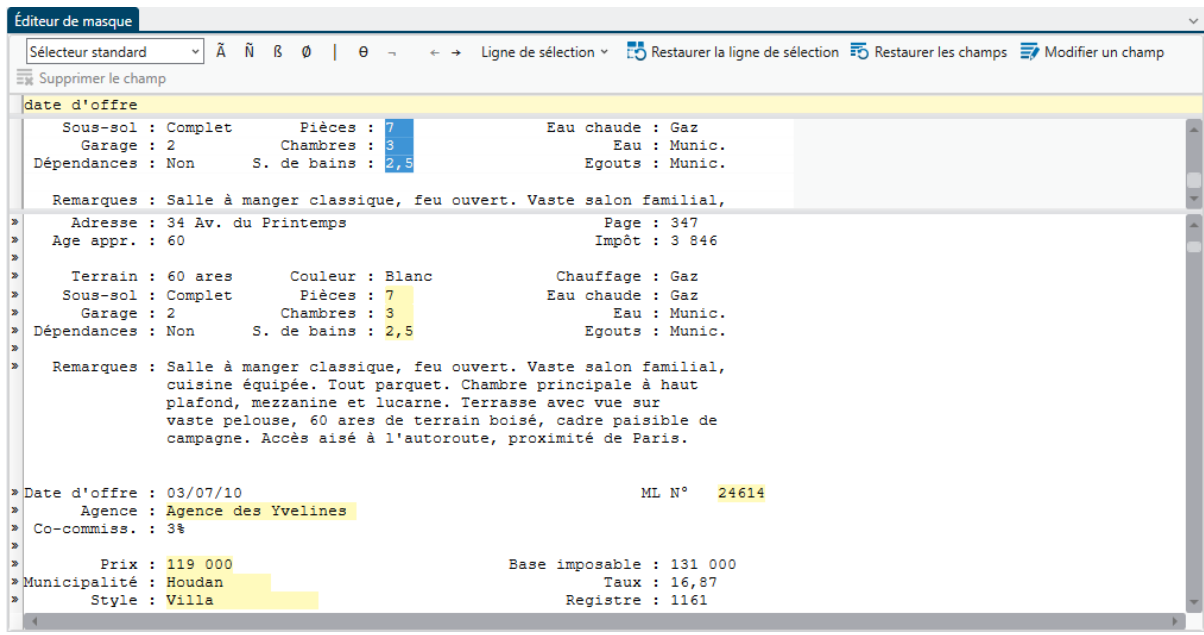 Éditeur de masque
Sélecteur standard Ã Ñ ß Ø | θ ¬ ← → Ligne de sélection Restaurer la ligne de sélection Restaurer les champs Modifier un champ
Supprimer le champ
date d'offre
Sous-sol : Complet Pièces : 7 Eau chaude : Gaz
Garage : 2 Chambres : 3 Eau : Munic.
Dépendances : Non S. de bains : 2,5 Egouts : Munic.
Remarques : Salle à manger classique, feu ouvert. Vaste salon familial,
» Adresse : 34 Av. du Printemps Page : 347
» Age appr. : 60 Impôt : 3 846
»
» Terrain : 60 ares Couleur : Blanc Chauffage : Gaz
» Sous-sol : Complet Pièces : 7 Eau chaude : Gaz
» Garage : 2 Chambres : 3 Eau : Munic.
» Dépendances : Non S. de bains : 2,5 Egouts : Munic.
»
» Remarques : Salle à manger classique, feu ouvert. Vaste salon familial,
cuisine équipée. Tout parquet. Chambre principale à haut
plafond, mezzanine et lucarne. Terrasse avec vue sur
vaste pelouse, 60 ares de terrain boisé, cadre paisible de
campagne. Accès aisé à l'autoroute, proximité de Paris.
» Date d'offre : 03/07/10 ML N° 24614
» Agence : Agence des Yvelines
» Co-commiss. : 3%
»
» Prix : 119 000 Base imposable : 131 000
» Municipalité : Houdan Taux : 16,87
» Style : Villa Registre : 1161